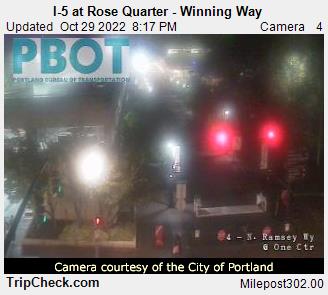 I-5 at Rose Quarter - Winning Way
Updated Oct 29 2022 8:17 PM Camera 4
PBOT
PORTLAND BUREAU OF TRANSPORTATION
4 - N. Ramsey Wy
@ One Ctr
Camera courtesy of the City of Portland
TripCheck.com Milepost302.00